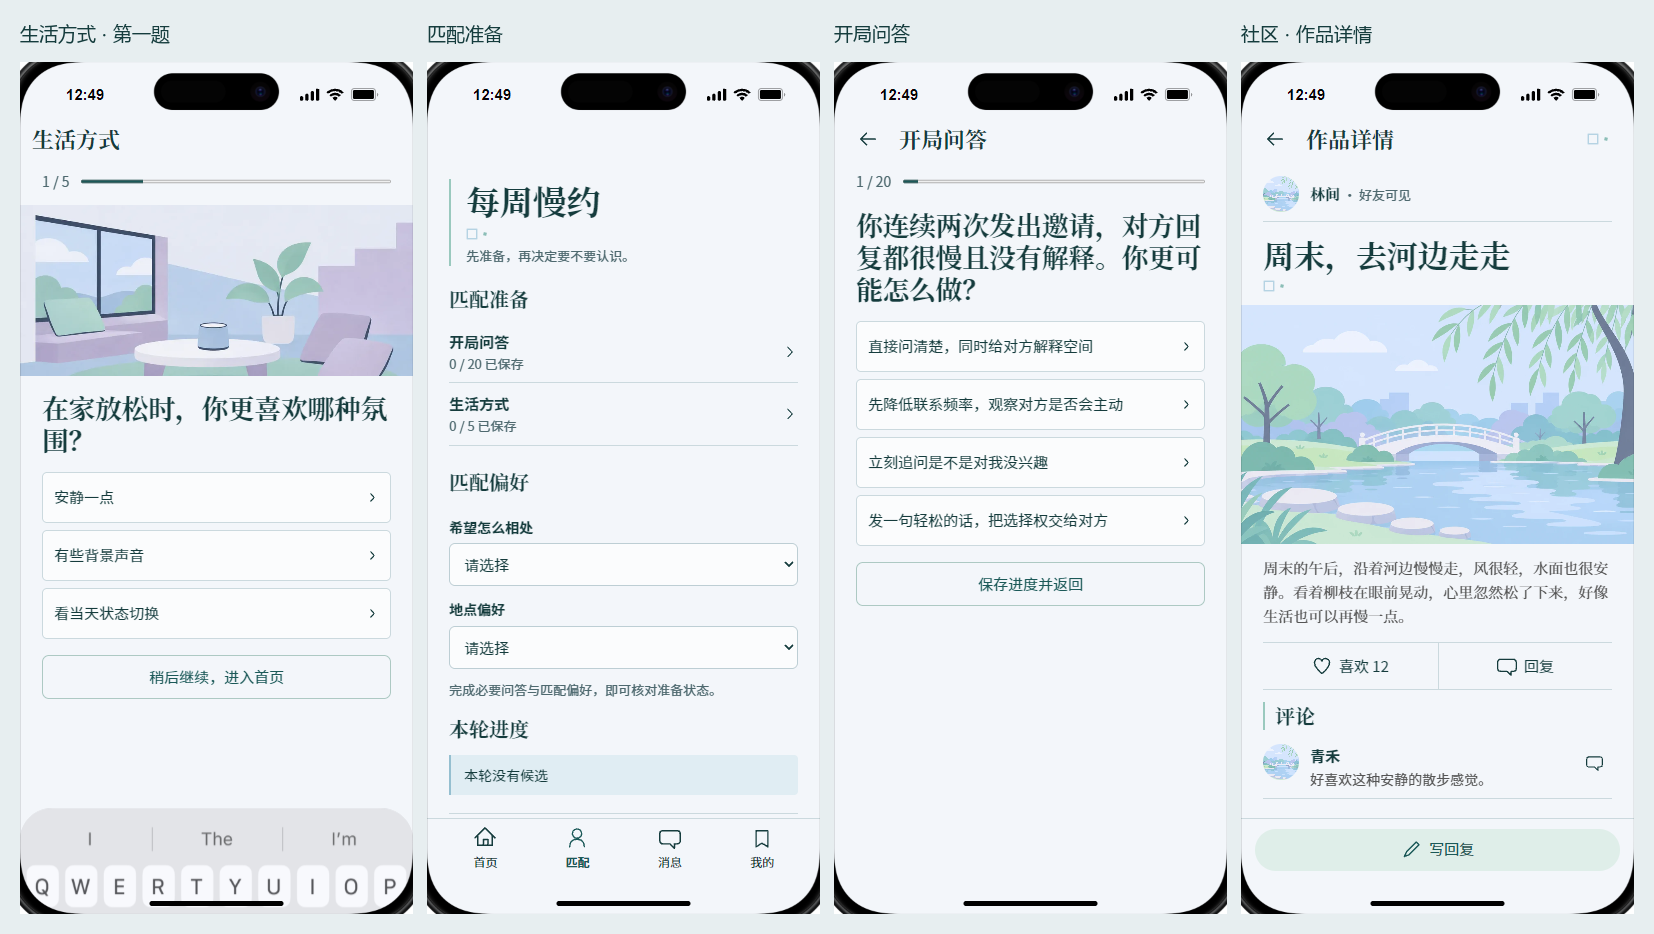 生活方式 · 第一题
12:49
生活方式
1 / 5
在家放松时，你更喜欢哪种氛
围？
安静一点
有些背景声音
看当天状态切换
稍后继续，进入首页
I The I'm
Q W E R T Y U I O P
匹配准备
12:49
每周慢约
先准备，再决定要不要认识。
匹配准备
开局问答
0 / 20 已保存
生活方式
0 / 5 已保存
匹配偏好
希望怎么相处
请选择
地点偏好
请选择
完成必要问答与匹配偏好，即可核对准备状态。
本轮进度
本轮没有候选
首页 匹配 消息 我的
开局问答
12:49
开局问答
1 / 20
你连续两次发出邀请，对方回
复都很慢且没有解释。你更可
能怎么做？
直接问清楚，同时给对方解释空间
先降低联系频率，观察对方是否会主动
立刻追问是不是对我没兴趣
发一句轻松的话，把选择权交给对方
保存进度并返回
社区 · 作品详情
12:49
作品详情
林间 · 好友可见
周末，去河边走走
周末的午后，沿着河边慢慢走，风很轻，水面也很安
静。看着柳枝在眼前晃动，心里忽然松了下来，好像
生活也可以再慢一点。
喜欢 12 回复
评论
青禾
好喜欢这种安静的散步感觉。
写回复